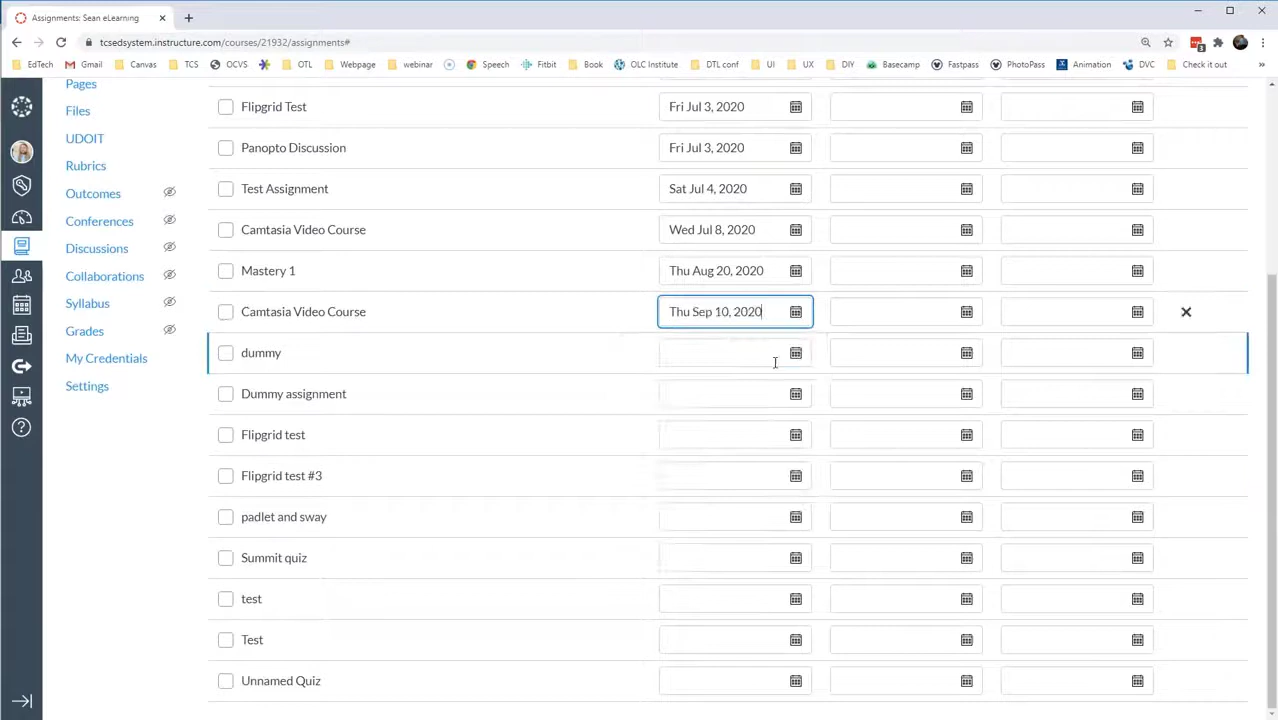 Assignments: Sean eLearning
tcsedsystem.instructure.com/courses/21932/assignments#
EdTech Gmail Canvas TCS OCVS OTL Webpage webinar Speech Fitbit Book OLC Institute DTL conf UI UX DIY Basecamp Fastpass PhotoPass Animation DVC Check it out »
Pages
Files
UDOIT
Rubrics
Outcomes
Conferences
Discussions
Collaborations
Syllabus
Grades
My Credentials
Settings
Flipgrid Test Fri Jul 3, 2020
Panopto Discussion Fri Jul 3, 2020
Test Assignment Sat Jul 4, 2020
Camtasia Video Course Wed Jul 8, 2020
Mastery 1 Thu Aug 20, 2020
Camtasia Video Course Thu Sep 10, 2020
dummy
Dummy assignment
Flipgrid test
Flipgrid test #3
padlet and sway
Summit quiz
test
Test
Unnamed Quiz